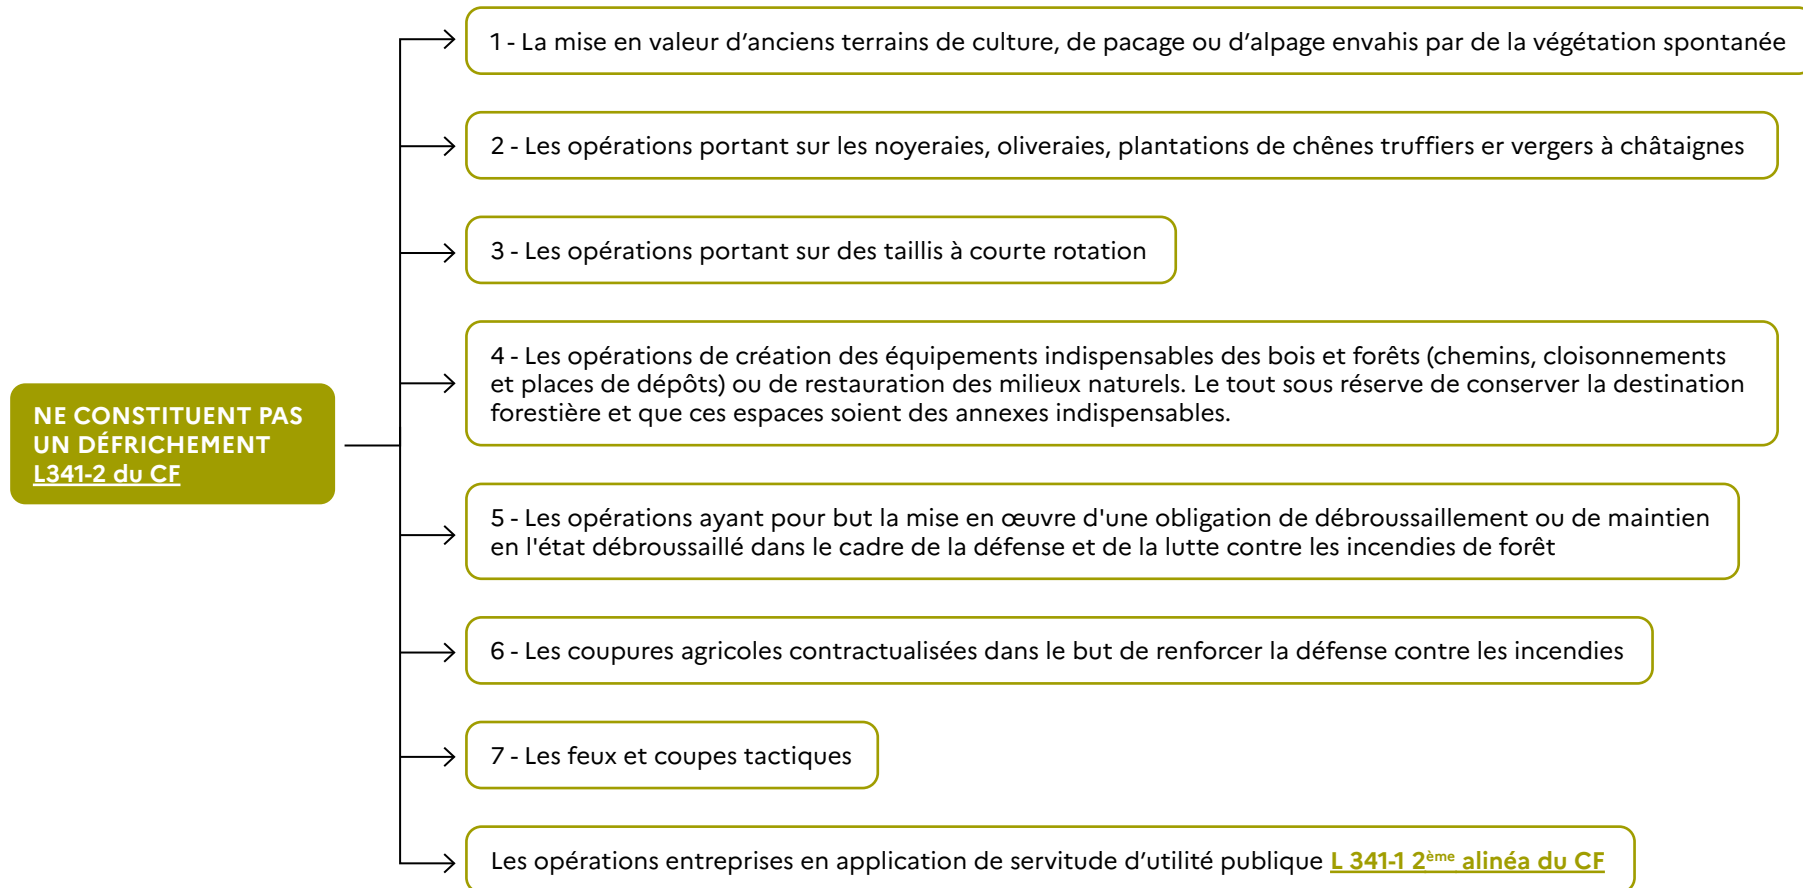 1 - La mise en valeur d’anciens terrains de culture, de pacage ou d’alpage envahis par de la végétation spontanée
2 - Les opérations portant sur les noyeraies, oliveraies, plantations de chênes truffiers er vergers à châtaignes
3 - Les opérations portant sur des taillis à courte rotation
4 - Les opérations de création des équipements indispensables des bois et forêts (chemins, cloisonnements
et places de dépôts) ou de restauration des milieux naturels. Le tout sous réserve de conserver la destination
forestière et que ces espaces soient des annexes indispensables.
NE CONSTITUENT PAS
UN DÉFRICHEMENT
L341-2 du CF
5 - Les opérations ayant pour but la mise en œuvre d'une obligation de débroussaillement ou de maintien
en l'état débroussaillé dans le cadre de la défense et de la lutte contre les incendies de forêt
6 - Les coupures agricoles contractualisées dans le but de renforcer la défense contre les incendies
7 - Les feux et coupes tactiques
Les opérations entreprises en application de servitude d’utilité publique L 341-1 2ème alinéa du CF